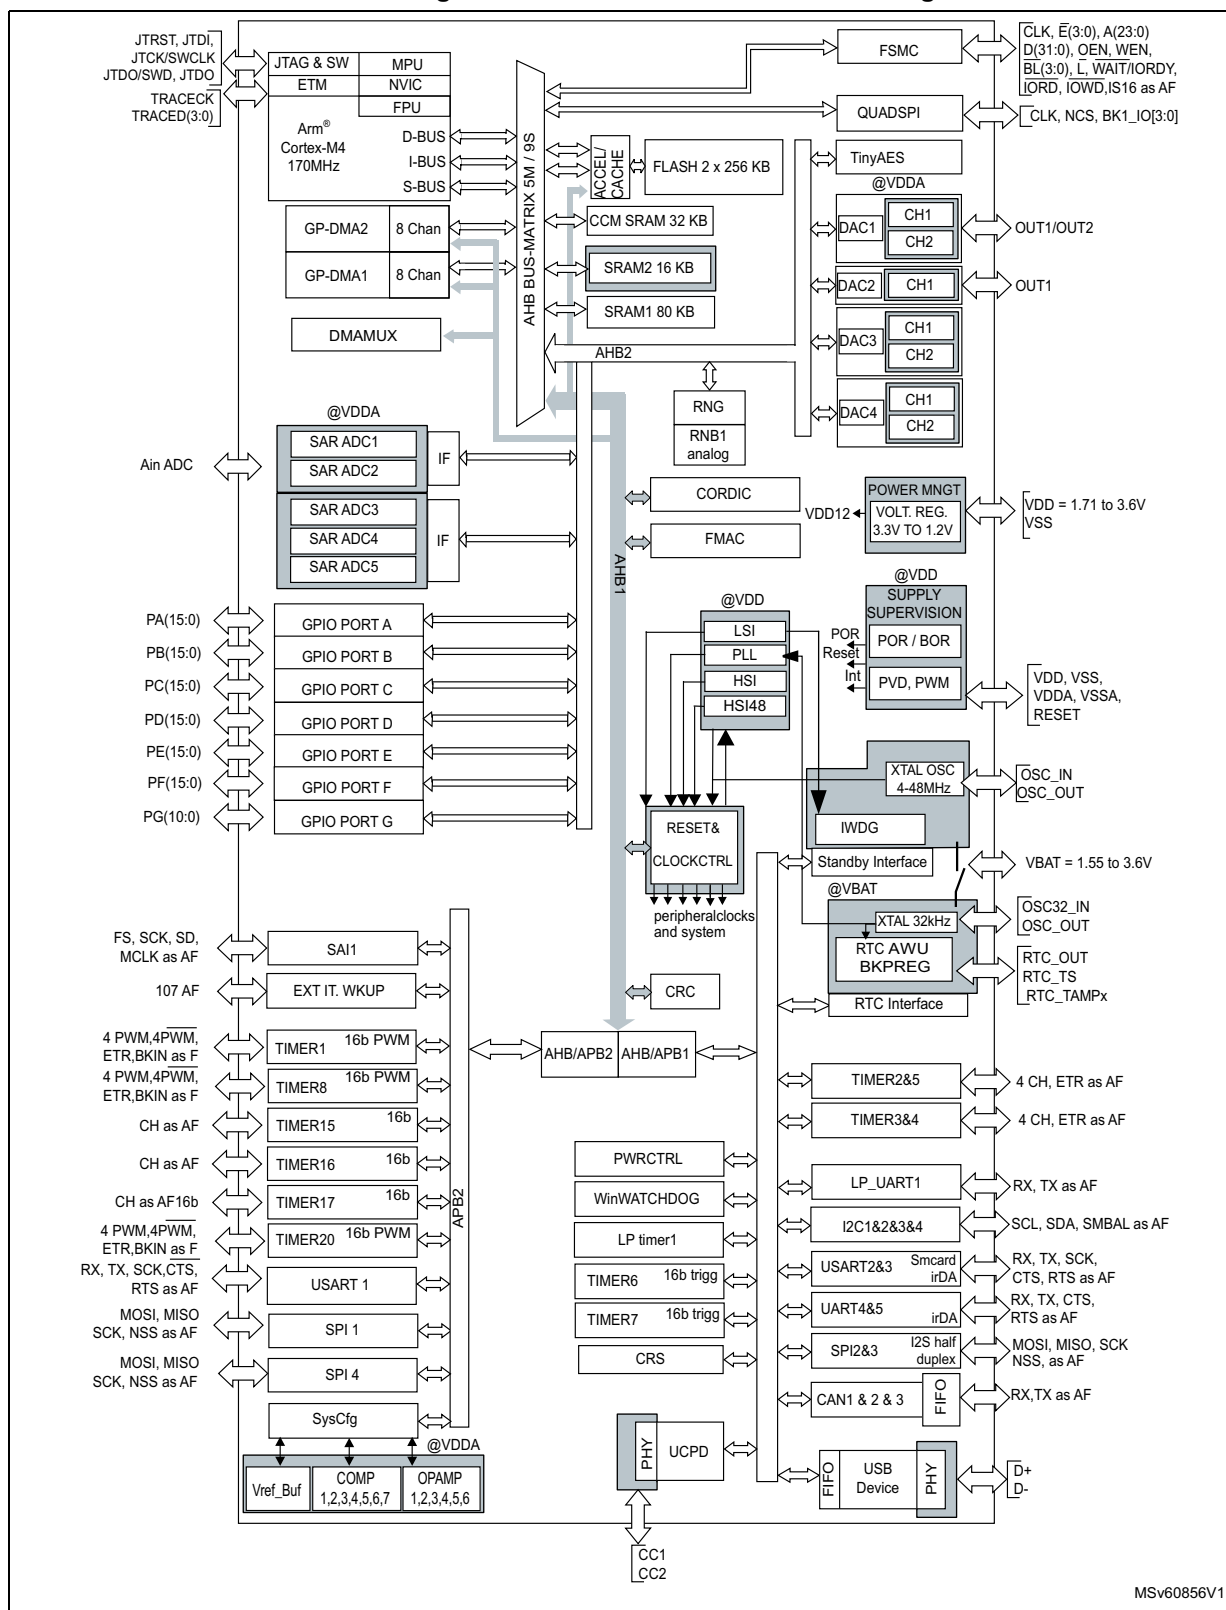 JTRST, JTDI,
JTCK/SWCLK
JTDO/SWD, JTDO
TRACECK
TRACED(3:0)
JTAG & SW
MPU
ETM
NVIC
FPU
Arm®
Cortex-M4
170MHz
D-BUS
I-BUS
S-BUS
GP-DMA2
8 Chan
GP-DMA1
8 Chan
DMAMUX
AHB BUS-MATRIX 5M / 9S
ACCEL/
CACHE
FLASH 2 x 256 KB
CCM SRAM 32 KB
SRAM2 16 KB
SRAM1 80 KB
AHB2
RNG
RNB1
analog
FSMC
CLK, E(3:0), A(23:0)
D(31:0), OEN, WEN,
BL(3:0), L, WAIT/IORDY,
IORD, IOWD,IS16 as AF
QUADSPI
CLK, NCS, BK1_IO[3:0]
TinyAES
@VDDA
DAC1
CH1
CH2
OUT1/OUT2
DAC2
CH1
OUT1
DAC3
CH1
CH2
DAC4
CH1
CH2
@VDDA
SAR ADC1
SAR ADC2
IF
Ain ADC
SAR ADC3
SAR ADC4
SAR ADC5
IF
CORDIC
FMAC
AHB1
POWER MNGT
VDD12
VOLT. REG.
3.3V TO 1.2V
VDD = 1.71 to 3.6V
VSS
@VDD
SUPPLY
SUPERVISION
POR
Reset
Int
POR / BOR
PVD, PWM
VDD, VSS,
VDDA, VSSA,
RESET
@VDD
LSI
PLL
HSI
HSI48
PA(15:0)
GPIO PORT A
PB(15:0)
GPIO PORT B
PC(15:0)
GPIO PORT C
PD(15:0)
GPIO PORT D
PE(15:0)
GPIO PORT E
PF(15:0)
GPIO PORT F
PG(10:0)
GPIO PORT G
XTAL OSC
4-48MHz
OSC_IN
OSC_OUT
IWDG
RESET&
CLOCKCTRL
peripheralclocks
and system
Standby Interface
VBAT = 1.55 to 3.6V
@VBAT
XTAL 32kHz
OSC32_IN
OSC_OUT
RTC AWU
BKPREG
RTC_OUT
RTC_TS
RTC_TAMPx
RTC Interface
CRC
AHB/APB2
AHB/APB1
APB2
FS, SCK, SD,
MCLK as AF
SAI1
107 AF
EXT IT. WKUP
4 PWM,4PWM,
ETR,BKIN as F
TIMER1
16b PWM
4 PWM,4PWM,
ETR,BKIN as F
TIMER8
16b PWM
CH as AF
TIMER15
16b
CH as AF
TIMER16
16b
CH as AF16b
TIMER17
16b
4 PWM,4PWM,
ETR,BKIN as F
TIMER20
16b PWM
RX, TX, SCK,CTS,
RTS as AF
USART 1
MOSI, MISO
SCK, NSS as AF
SPI 1
MOSI, MISO
SCK, NSS as AF
SPI 4
SysCfg
@VDDA
Vref_Buf
COMP
1,2,3,4,5,6,7
OPAMP
1,2,3,4,5,6
PWRCTRL
WinWATCHDOG
LP timer1
TIMER6
16b trigg
TIMER7
16b trigg
CRS
PHY
UCPD
CC1
CC2
TIMER2&5
4 CH, ETR as AF
TIMER3&4
4 CH, ETR as AF
LP_UART1
RX, TX as AF
I2C1&2&3&4
SCL, SDA, SMBAL as AF
USART2&3
Smcard
irDA
RX, TX, SCK,
CTS, RTS as AF
UART4&5
irDA
RX, TX, CTS,
RTS as AF
SPI2&3
I2S half
duplex
MOSI, MISO, SCK
NSS, as AF
CAN1 & 2 & 3
FIFO
RX,TX as AF
FIFO
USB
Device
PHY
D+
D-
MSv60856V1